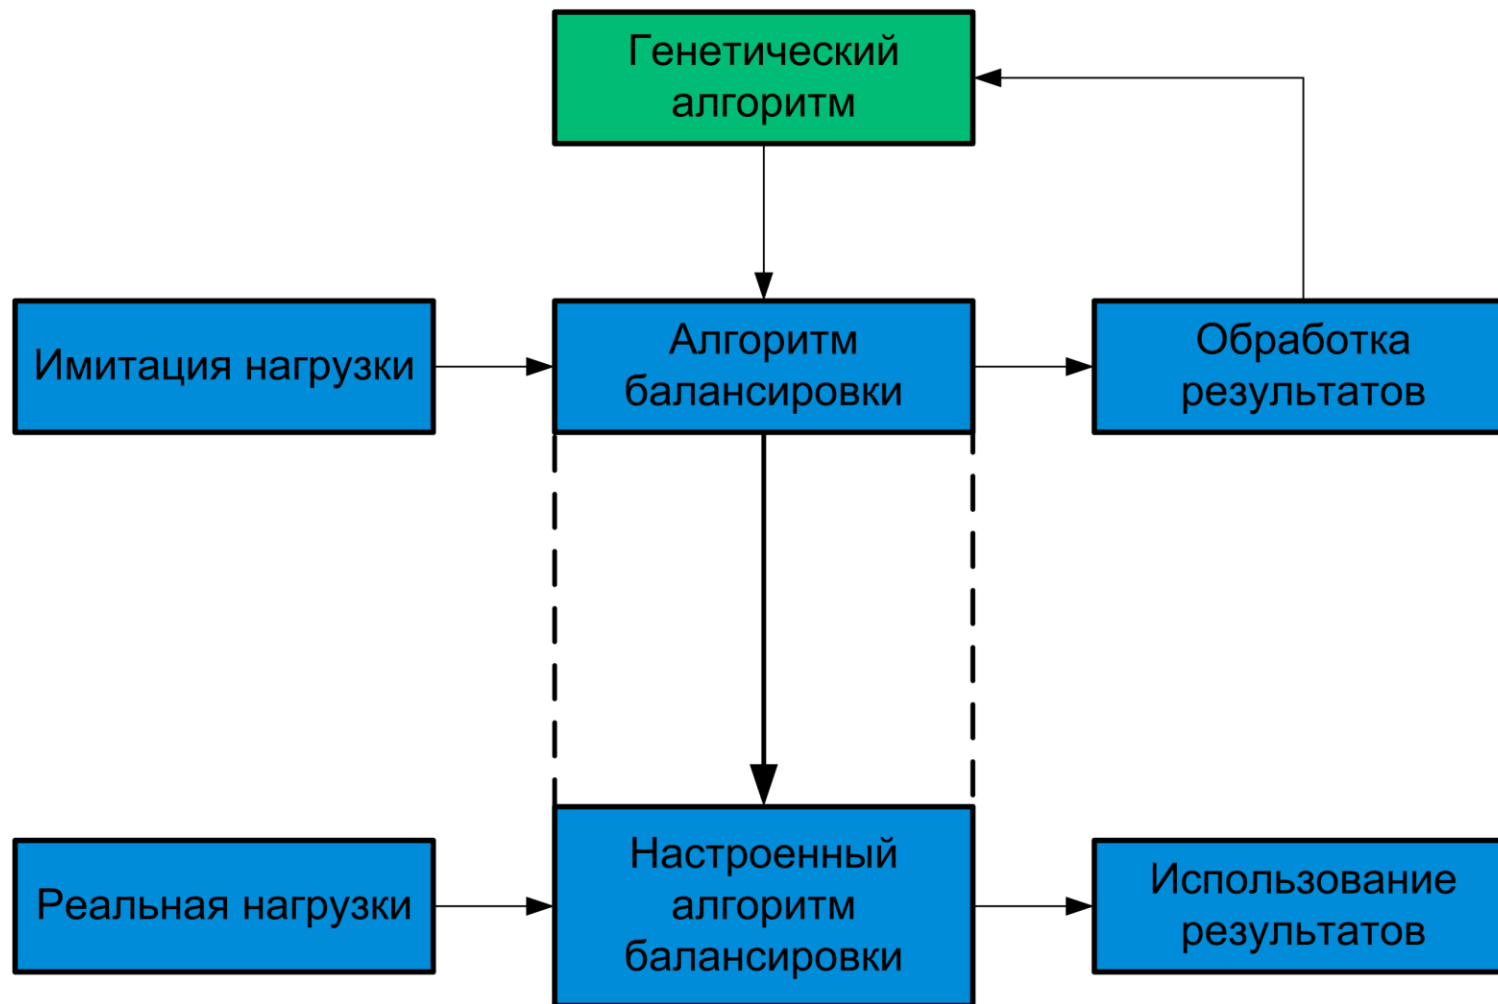 Генетический
алгоритм
Имитация нагрузки
Алгоритм
балансировки
Обработка
результатов
Реальная нагрузки
Настроенный
алгоритм
балансировки
Использование
результатов